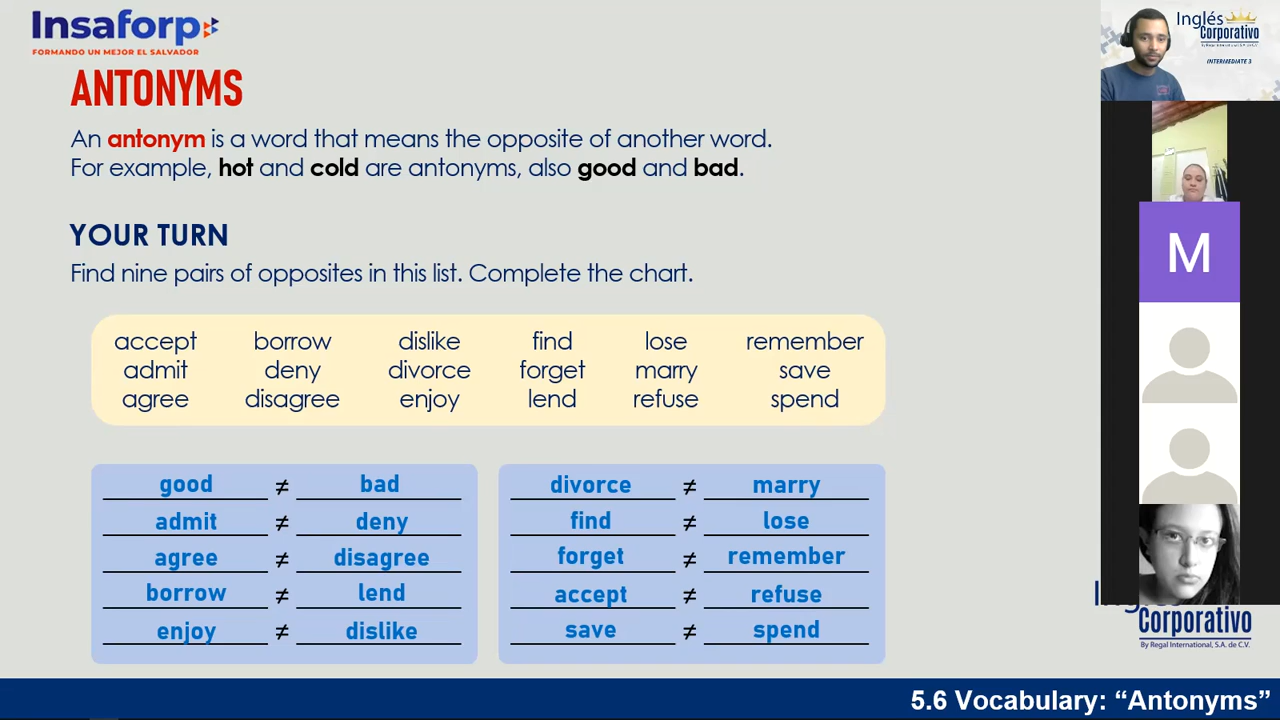 Insaforp
FORMANDO UN MEJOR EL SALVADOR
Inglés
Corporativo
By Regal International, S.A. de C.V.
INTERMEDIATE 3
ANTONYMS
An antonym is a word that means the opposite of another word.
For example, hot and cold are antonyms, also good and bad.
M
YOUR TURN
Find nine pairs of opposites in this list. Complete the chart.
accept borrow dislike find lose remember
admit deny divorce forget marry save
agree disagree enjoy lend refuse spend
good ≠ bad divorce ≠ marry
admit ≠ deny find ≠ lose
agree ≠ disagree forget ≠ remember
borrow ≠ lend accept ≠ refuse
enjoy ≠ dislike save ≠ spend
Corporativo
By Regal International, S.A. de C.V.
5.6 Vocabulary: “Antonyms”